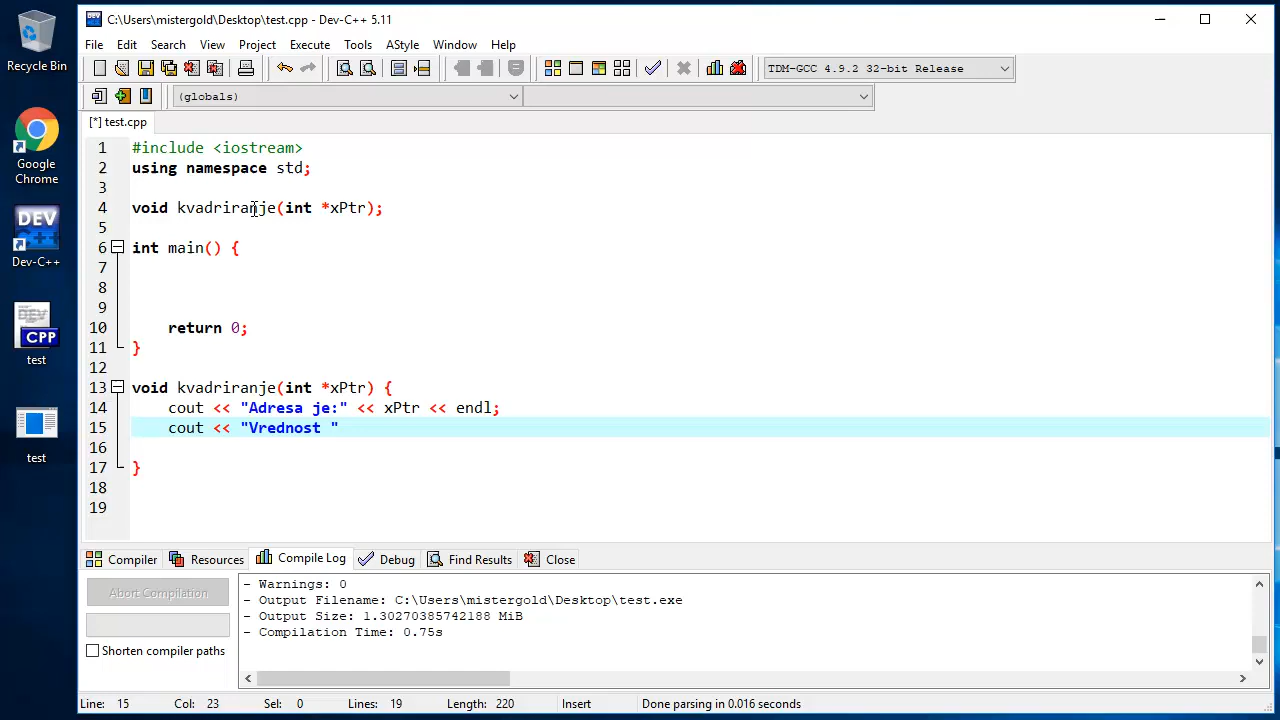 Recycle Bin
Google
Chrome
DEV
Dev-C++
DEV
CPP
test
test
DEV C:\Users\mistergold\Desktop\test.cpp - Dev-C++ 5.11
File Edit Search View Project Execute Tools AStyle Window Help
TDM-GCC 4.9.2 32-bit Release
(globals)
[*] test.cpp
1 #include <iostream>
2 using namespace std;
3
4 void kvadriranje(int *xPtr);
5
6 int main() {
7
8
9
10 return 0;
11 }
12
13 void kvadriranje(int *xPtr) {
14 cout << "Adresa je:" << xPtr << endl;
15 cout << "Vrednost "
16
17 }
18
19
Compiler Resources Compile Log Debug Find Results Close
Abort Compilation
Shorten compiler paths
- Warnings: 0
- Output Filename: C:\Users\mistergold\Desktop\test.exe
- Output Size: 1.30270385742188 MiB
- Compilation Time: 0.75s
Line: 15 Col: 23 Sel: 0 Lines: 19 Length: 220 Insert Done parsing in 0.016 seconds